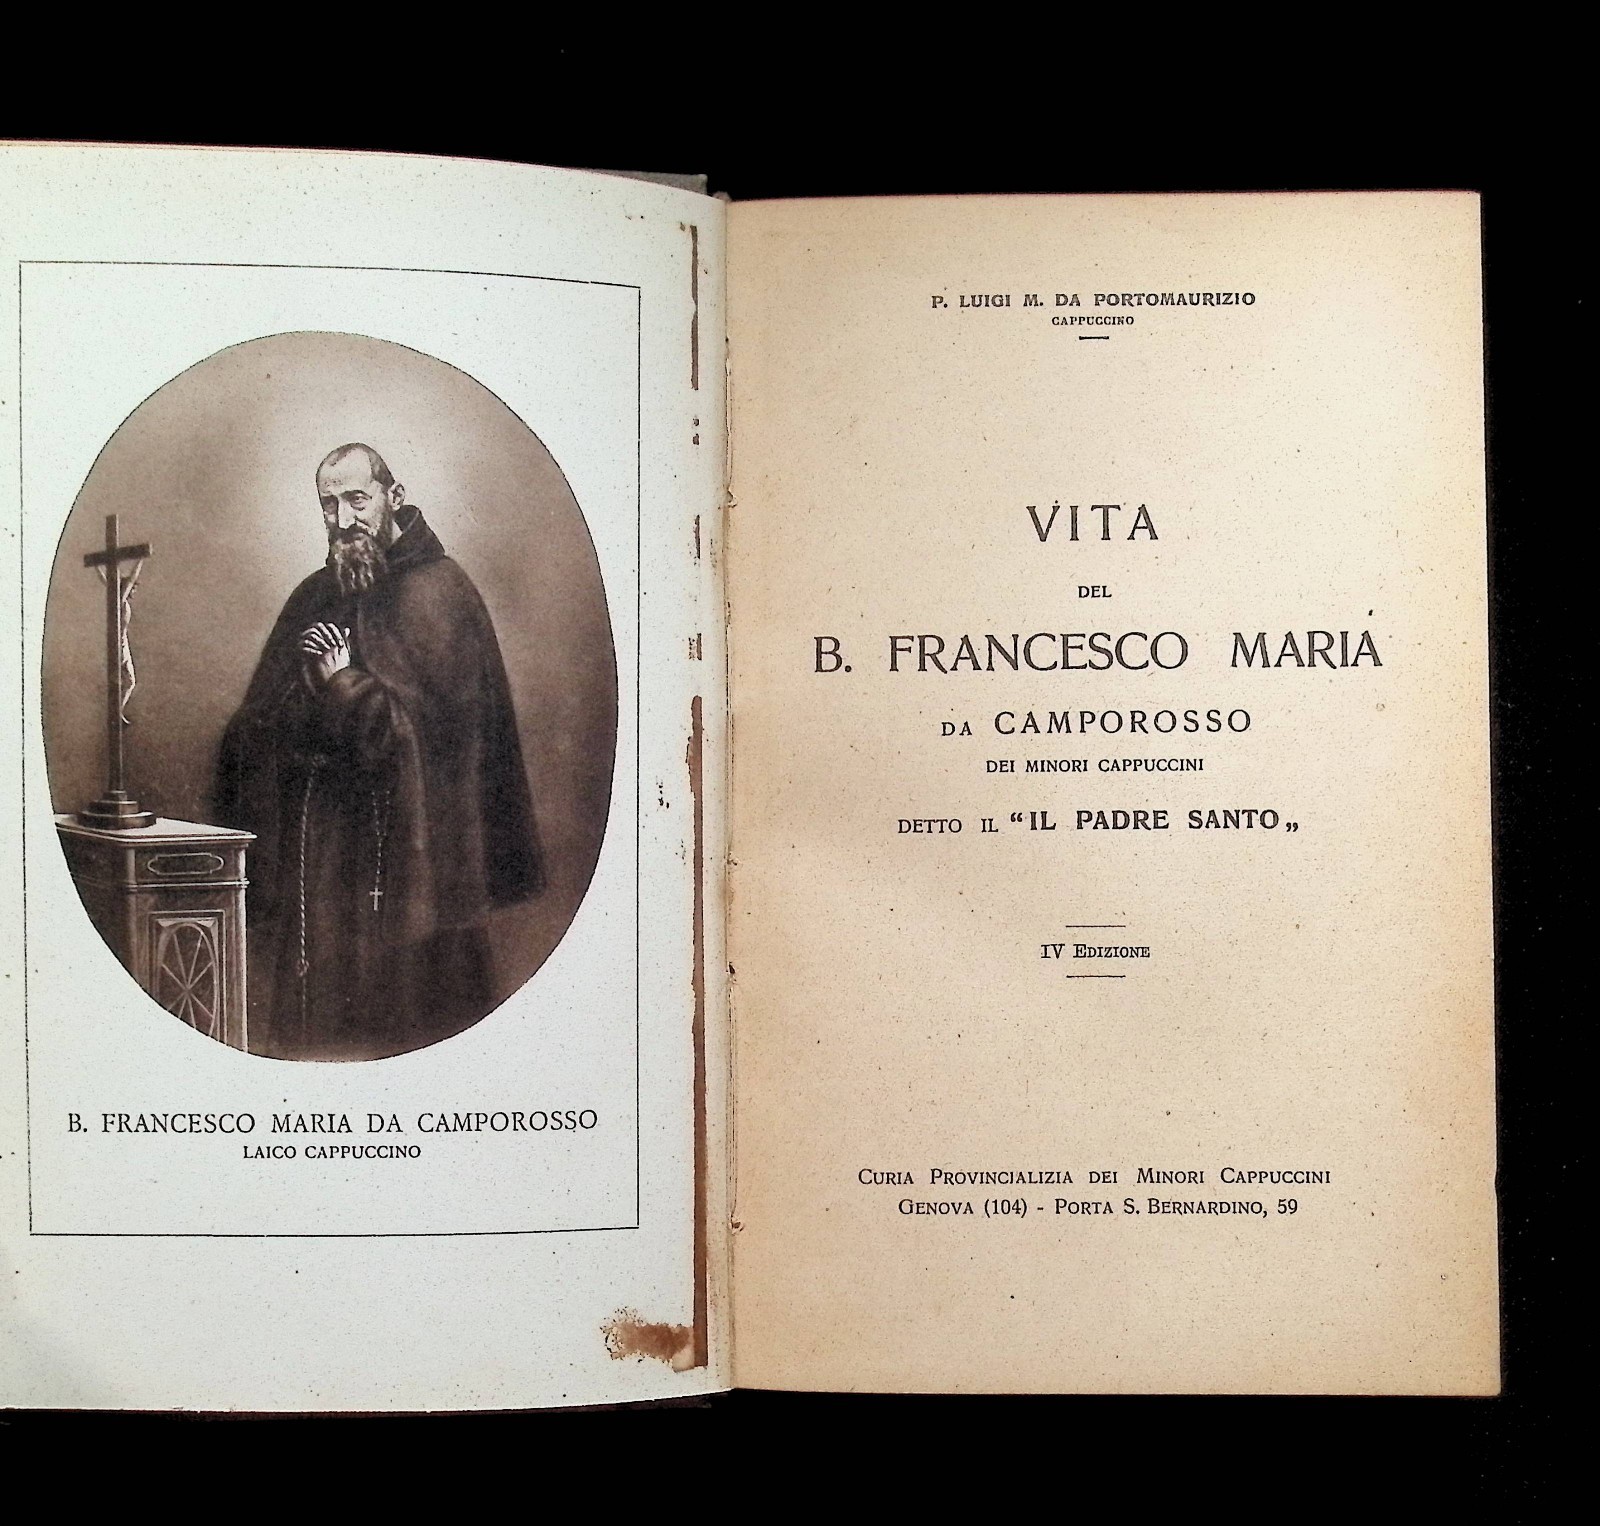 B. FRANCESCO MARIA DA CAMPOROSSO
LAICO CAPPUCCINO
P. LUIGI M. DA PORTOMAURIZIO
CAPPUCCINO
VITA
DEL
B. FRANCESCO MARIA
DA CAMPOROSSO
DEI MINORI CAPPUCCINI
DETTO IL “IL PADRE SANTO„
IV EDIZIONE
CURIA PROVINCIALIZIA DEI MINORI CAPPUCCINI
GENOVA (104) - PORTA S. BERNARDINO, 59